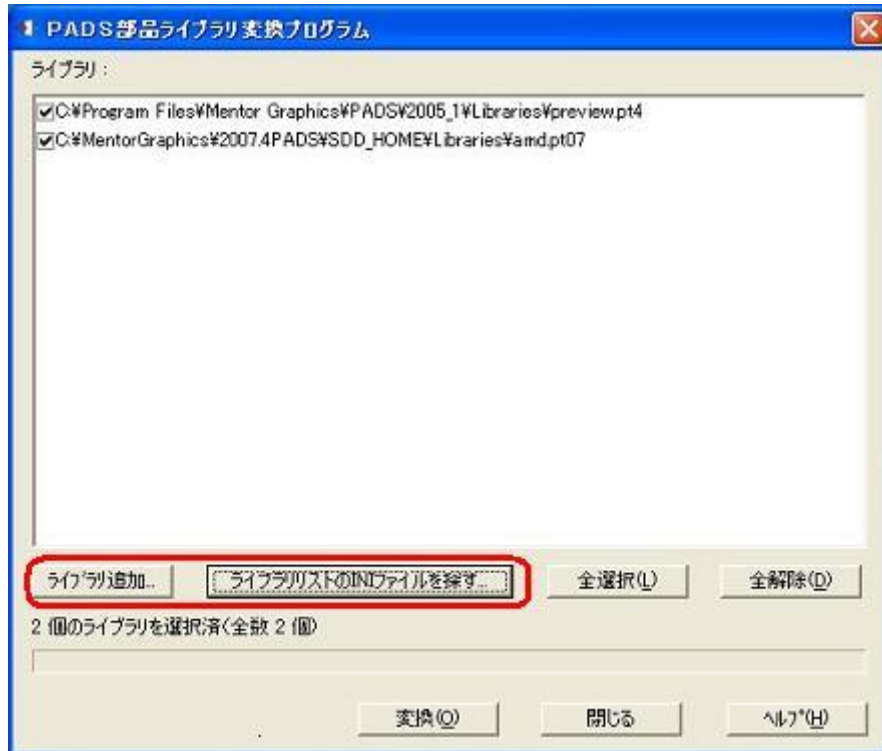 PADS部品ライブラリ変換プログラム
ライブラリ:
C:¥Program Files¥Mentor Graphics¥PADS¥2005_1¥Libraries¥preview.pt4
C:¥MentorGraphics¥2007.4PADS¥SDD_HOME¥Libraries¥amd.pt07
ライブラリ追加... ライブラリリストのINIファイルを探す... 全選択(L) 全解除(D)
2 個のライブラリを選択済(全数 2 個)
変換(O) 閉じる ヘルプ(H)